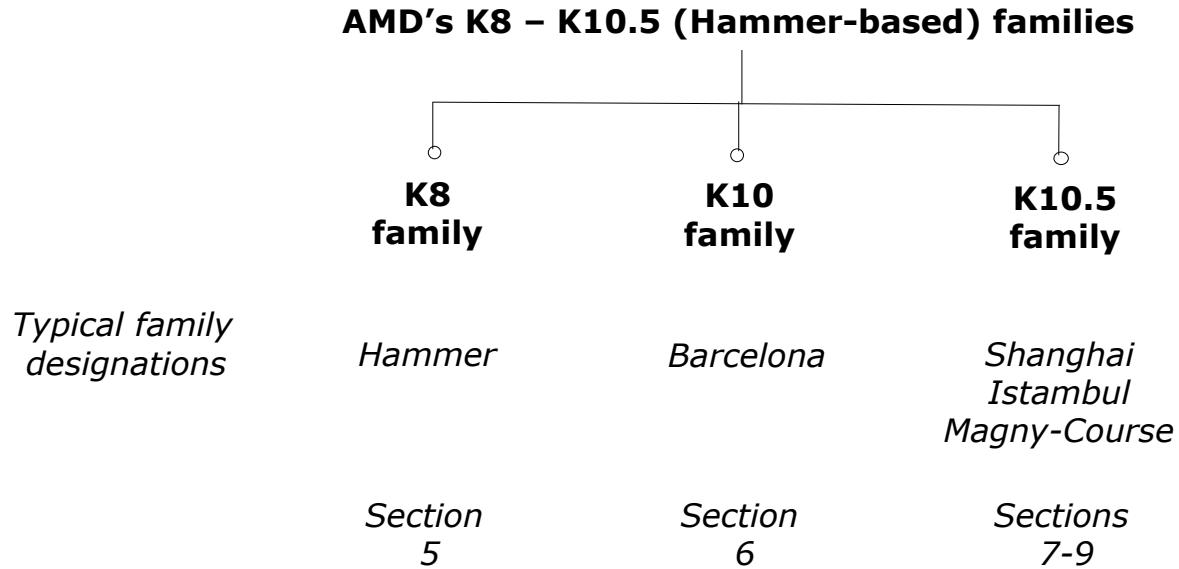 AMD’s K8 – K10.5 (Hammer-based) families
K8
family
K10
family
K10.5
family
Typical family
designations
Hammer
Barcelona
Shanghai
Istambul
Magny-Course
Section
5
Section
6
Sections
7-9